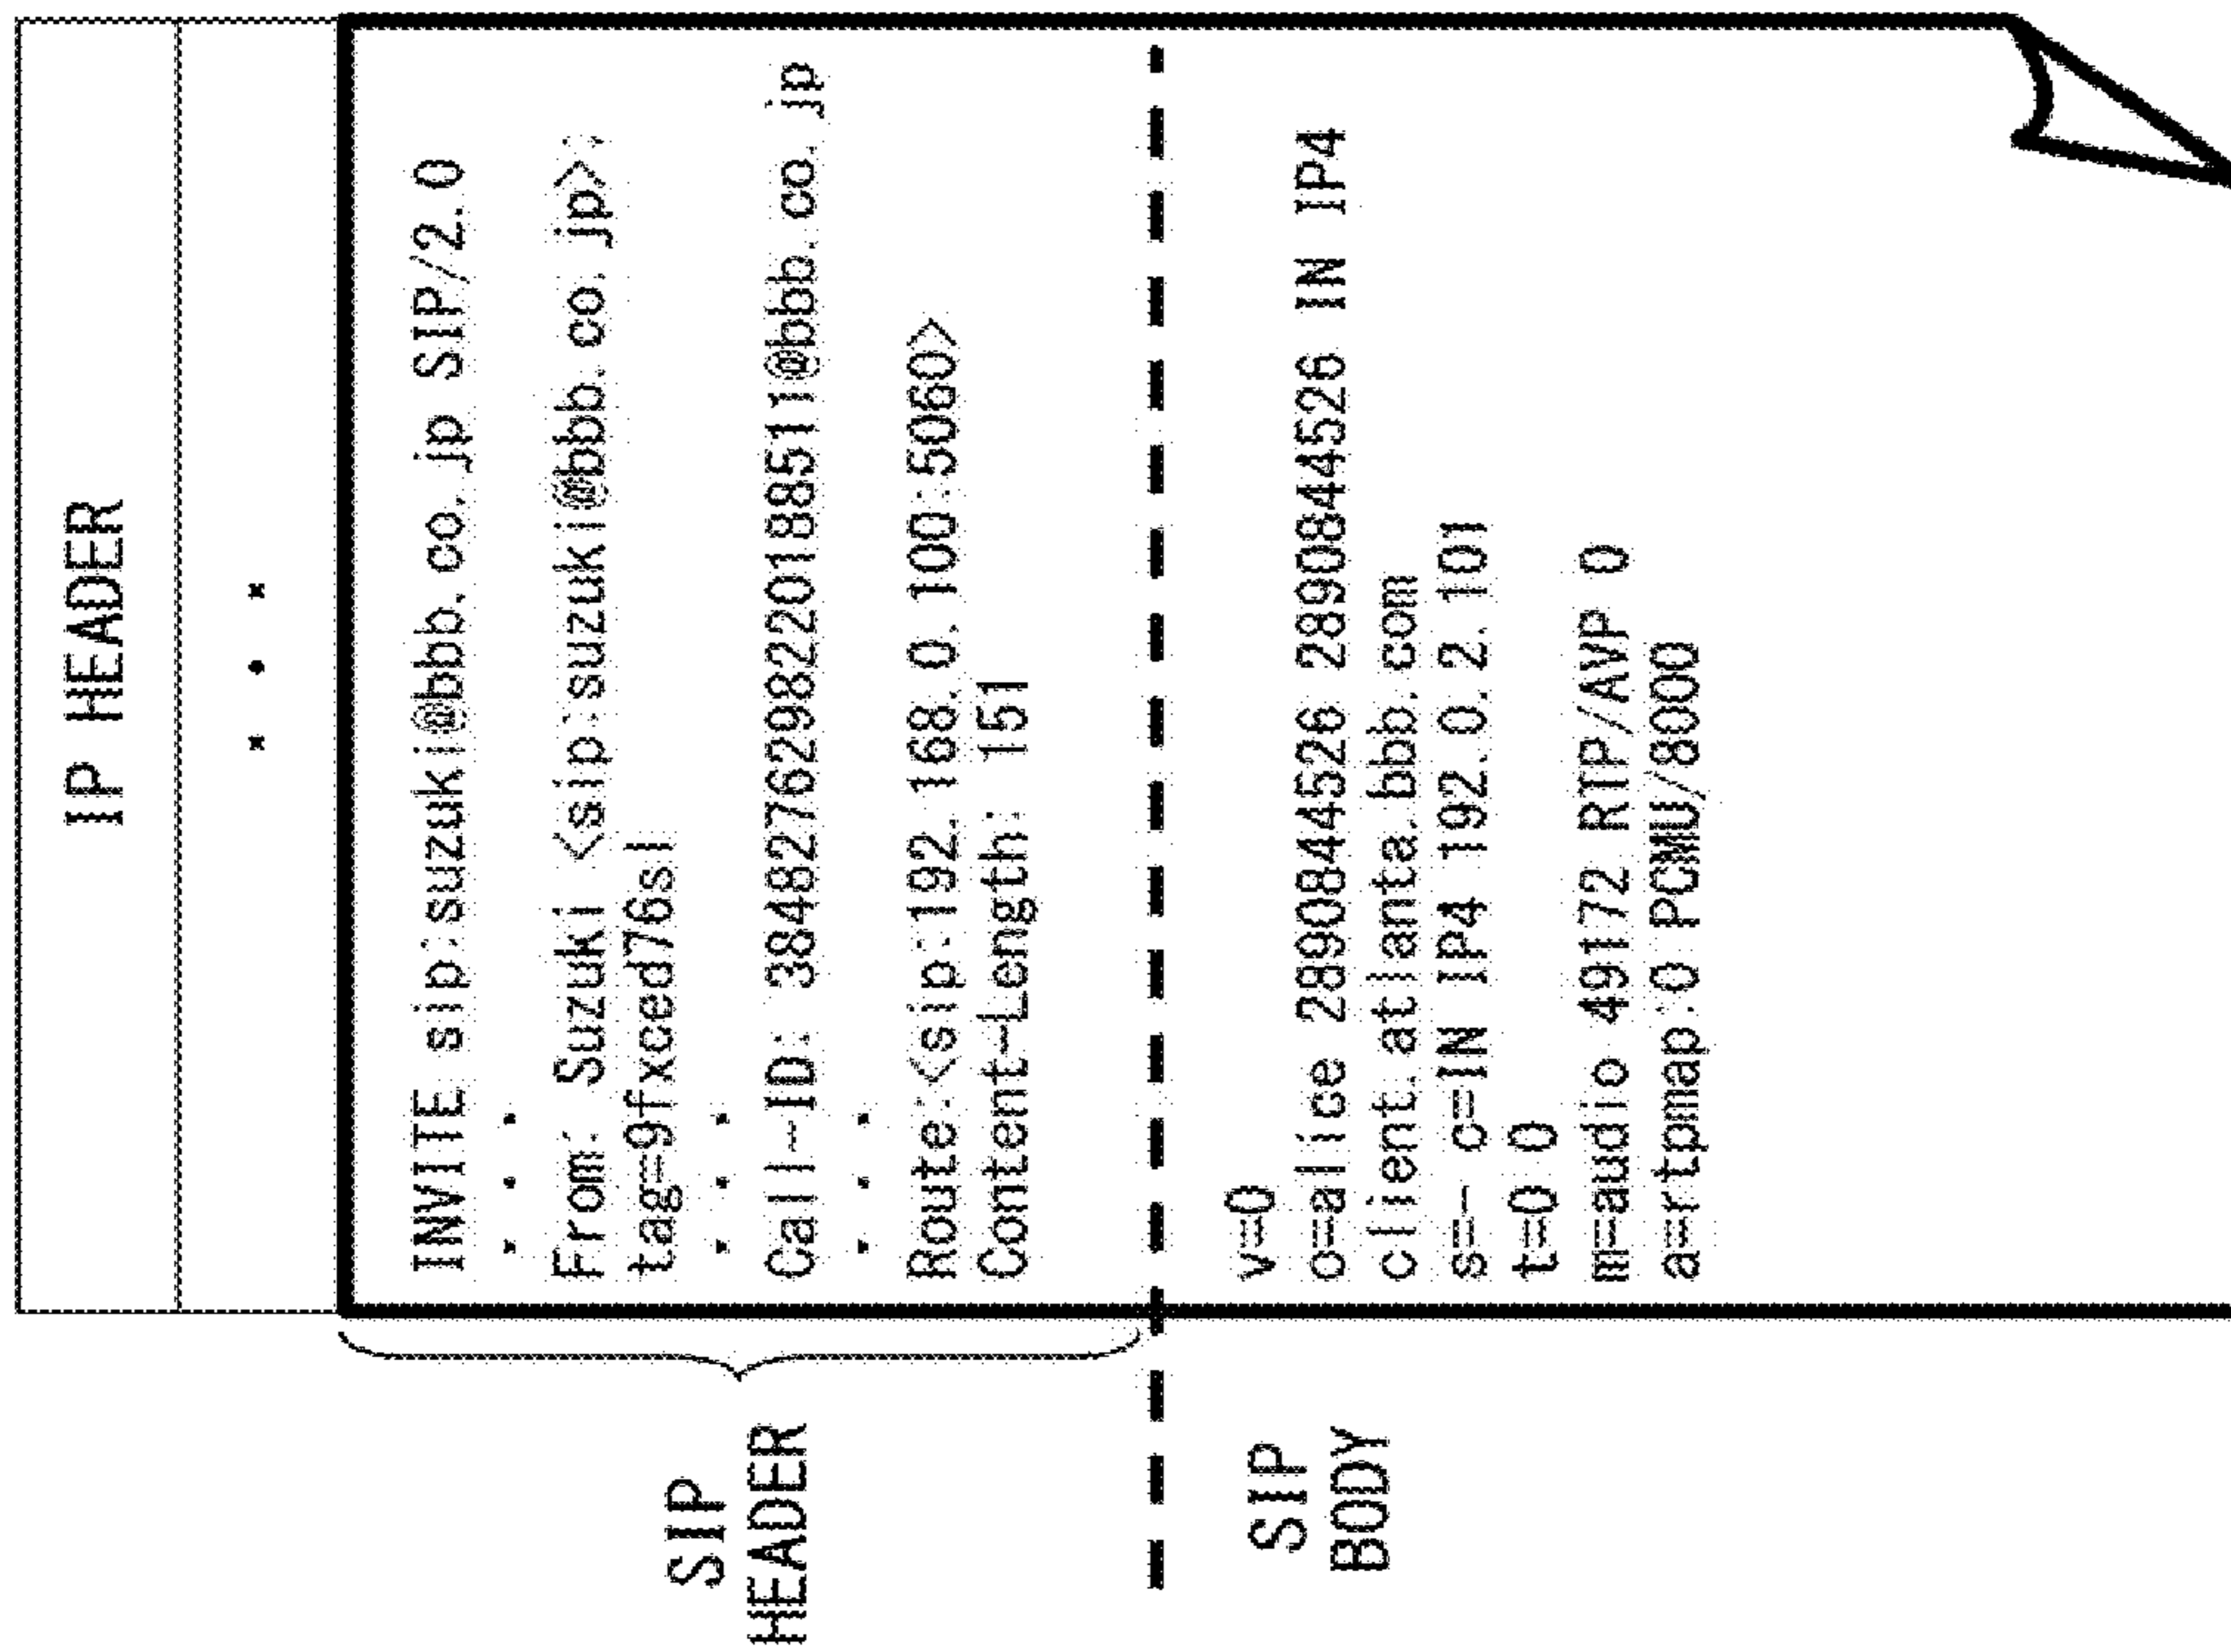 IP HEADER
SIP
HEADER
INVITE sip:suzuki@bbb.co.jp SIP/2.0
. . .
From: Suzuki <sip:suzuki@bbb.co.jp>;
tag=9fxced76sl
. . .
Call-ID: 3848276298220188511@bbb.co.jp
. . .
Route:<sip:192.168.0.100:5060>
Content-Length: 151
SIP
BODY
v=0
o=alice 2890844526 2890844526 IN IP4
client.atlanta.bbb.com
s=- c=IN IP4 192.0.2.101
t=0 0
m=audio 49172 RTP/AVP 0
a=rtpmap:0 PCMU/8000